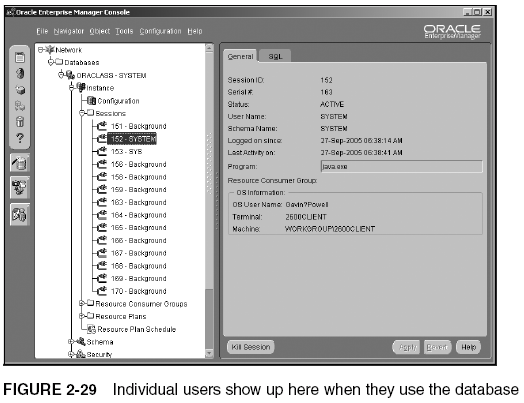 Oracle Enterprise Manager Console
File Navigator Object Tools Configuration Help
ORACLE
EnterpriseManager
Network
Databases
ORACLASS - SYSTEM
Instance
Configuration
Sessions
151 - Background
152 - SYSTEM
153 - SYS
156 - Background
158 - Background
159 - Background
163 - Background
164 - Background
165 - Background
166 - Background
167 - Background
168 - Background
169 - Background
170 - Background
Resource Consumer Groups
Resource Plans
Resource Plan Schedule
Schema
Security
General SQL
Session ID: 152
Serial #: 163
Status: ACTIVE
User Name: SYSTEM
Schema Name: SYSTEM
Logged on since: 27-Sep-2005 06:38:14 AM
Last Activity on: 27-Sep-2005 06:38:41 AM
Program: java.exe
Resource Consumer Group:
OS Information:
OS User Name: Gavin?Powell
Terminal: 2600CLIENT
Machine: WORKGROUP\2600CLIENT
Kill Session Apply Revert Help
FIGURE 2-29 Individual users show up here when they use the database